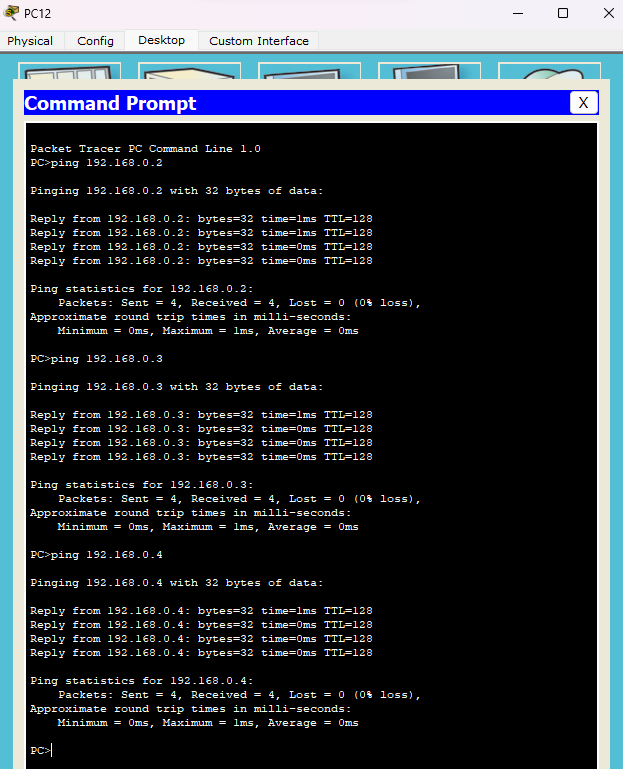 PC12
Physical Config Desktop Custom Interface
Command Prompt X
Packet Tracer PC Command Line 1.0
PC>ping 192.168.0.2
Pinging 192.168.0.2 with 32 bytes of data:
Reply from 192.168.0.2: bytes=32 time=1ms TTL=128
Reply from 192.168.0.2: bytes=32 time=1ms TTL=128
Reply from 192.168.0.2: bytes=32 time=0ms TTL=128
Reply from 192.168.0.2: bytes=32 time=0ms TTL=128
Ping statistics for 192.168.0.2:
    Packets: Sent = 4, Received = 4, Lost = 0 (0% loss),
Approximate round trip times in milli-seconds:
    Minimum = 0ms, Maximum = 1ms, Average = 0ms
PC>ping 192.168.0.3
Pinging 192.168.0.3 with 32 bytes of data:
Reply from 192.168.0.3: bytes=32 time=1ms TTL=128
Reply from 192.168.0.3: bytes=32 time=0ms TTL=128
Reply from 192.168.0.3: bytes=32 time=0ms TTL=128
Reply from 192.168.0.3: bytes=32 time=0ms TTL=128
Ping statistics for 192.168.0.3:
    Packets: Sent = 4, Received = 4, Lost = 0 (0% loss),
Approximate round trip times in milli-seconds:
    Minimum = 0ms, Maximum = 1ms, Average = 0ms
PC>ping 192.168.0.4
Pinging 192.168.0.4 with 32 bytes of data:
Reply from 192.168.0.4: bytes=32 time=1ms TTL=128
Reply from 192.168.0.4: bytes=32 time=0ms TTL=128
Reply from 192.168.0.4: bytes=32 time=0ms TTL=128
Reply from 192.168.0.4: bytes=32 time=0ms TTL=128
Ping statistics for 192.168.0.4:
    Packets: Sent = 4, Received = 4, Lost = 0 (0% loss),
Approximate round trip times in milli-seconds:
    Minimum = 0ms, Maximum = 1ms, Average = 0ms
PC>